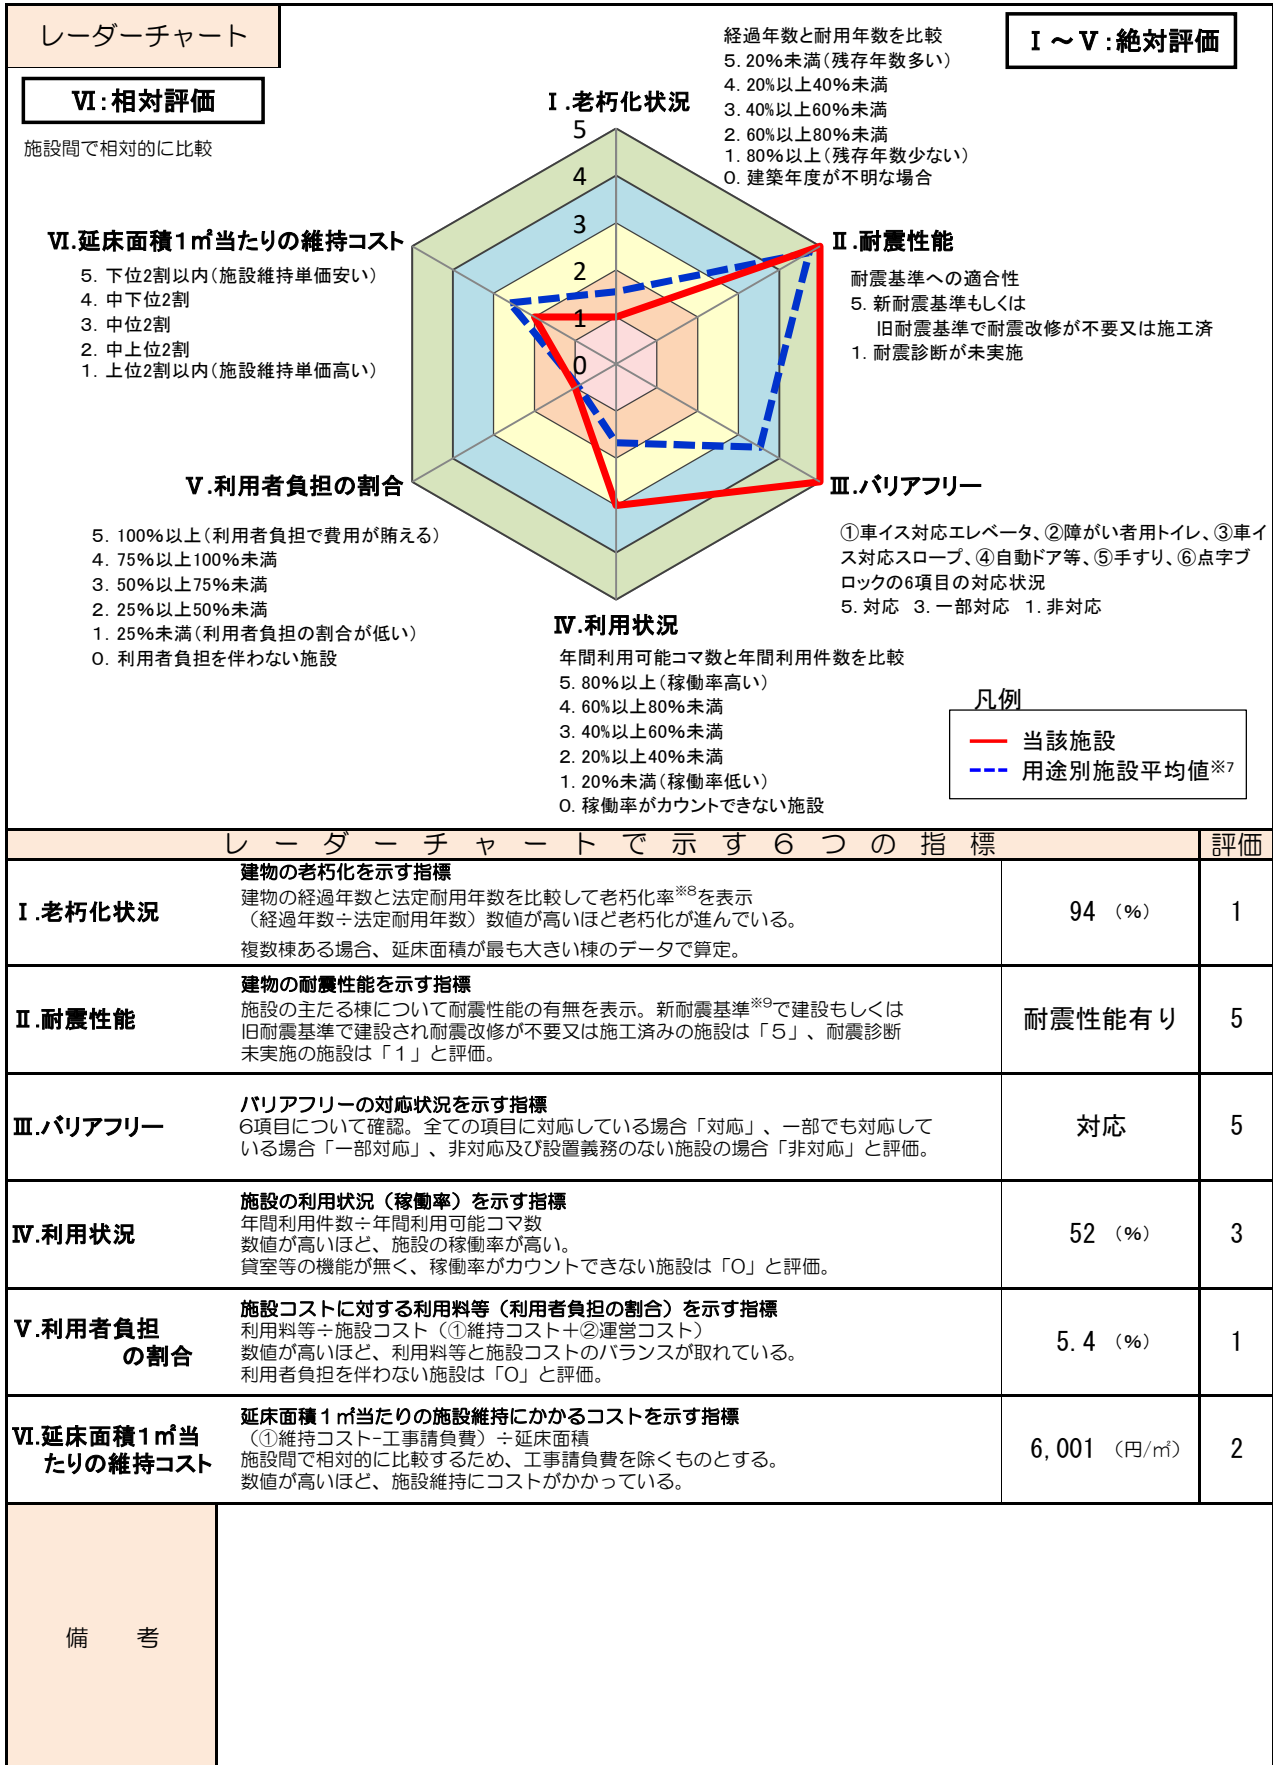 レーダーチャート
Ⅰ～Ⅴ：絶対評価
Ⅵ：相対評価
施設間で相対的に比較
Ⅰ.老朽化状況
経過年数と耐用年数を比較
5. 20%未満（残存年数多い）
4. 20%以上40%未満
3. 40%以上60%未満
2. 60%以上80%未満
1. 80%以上（残存年数少ない）
0. 建築年度が不明な場合
5
4
3
2
1
0
Ⅱ.耐震性能
耐震基準への適合性
5. 新耐震基準もしくは
旧耐震基準で耐震改修が不要又は施工済
1. 耐震診断が未実施
Ⅲ.バリアフリー
①車イス対応エレベータ、②障がい者用トイレ、③車イ
ス対応スロープ、④自動ドア等、⑤手すり、⑥点字ブ
ロックの6項目の対応状況
5. 対応 3. 一部対応 1. 非対応
Ⅵ.延床面積1㎡当たりの維持コスト
5. 下位2割以内（施設維持単価安い）
4. 中下位2割
3. 中位2割
2. 中上位2割
1. 上位2割以内（施設維持単価高い）
Ⅴ.利用者負担の割合
5. 100%以上（利用者負担で費用が賄える）
4. 75%以上100%未満
3. 50%以上75%未満
2. 25%以上50%未満
1. 25%未満（利用者負担の割合が低い）
0. 利用者負担を伴わない施設
Ⅳ.利用状況
年間利用可能コマ数と年間利用件数を比較
5. 80%以上（稼働率高い）
4. 60%以上80%未満
3. 40%以上60%未満
2. 20%以上40%未満
1. 20%未満（稼働率低い）
0. 稼働率がカウントできない施設
凡例
当該施設
用途別施設平均値※7
レーダーチャートで示す6つの指標 評価
Ⅰ.老朽化状況
建物の老朽化を示す指標
建物の経過年数と法定耐用年数を比較して老朽化率※8を表示
（経過年数÷法定耐用年数）数値が高いほど老朽化が進んでいる。
複数棟ある場合、延床面積が最も大きい棟のデータで算定。
94 （%） 1
Ⅱ.耐震性能
建物の耐震性能を示す指標
施設の主たる棟について耐震性能の有無を表示。新耐震基準※9で建設もしくは
旧耐震基準で建設され耐震改修が不要又は施工済みの施設は「5」、耐震診断
未実施の施設は「1」と評価。
耐震性能有り 5
Ⅲ.バリアフリー
バリアフリーの対応状況を示す指標
6項目について確認。全ての項目に対応している場合「対応」、一部でも対応して
いる場合「一部対応」、非対応及び設置義務のない施設の場合「非対応」と評価。
対応 5
Ⅳ.利用状況
施設の利用状況（稼働率）を示す指標
年間利用件数÷年間利用可能コマ数
数値が高いほど、施設の稼働率が高い。
貸室等の機能が無く、稼働率がカウントできない施設は「0」と評価。
52 （%） 3
Ⅴ.利用者負担
の割合
施設コストに対する利用料等（利用者負担の割合）を示す指標
利用料等÷施設コスト（①維持コスト＋②運営コスト）
数値が高いほど、利用料等と施設コストのバランスが取れている。
利用者負担を伴わない施設は「0」と評価。
5.4 （%） 1
Ⅵ.延床面積1㎡当
たりの維持コスト
延床面積1㎡当たりの施設維持にかかるコストを示す指標
（①維持コスト-工事請負費）÷延床面積
施設間で相対的に比較するため、工事請負費を除くものとする。
数値が高いほど、施設維持にコストがかかっている。
6,001 （円/㎡） 2
備 考